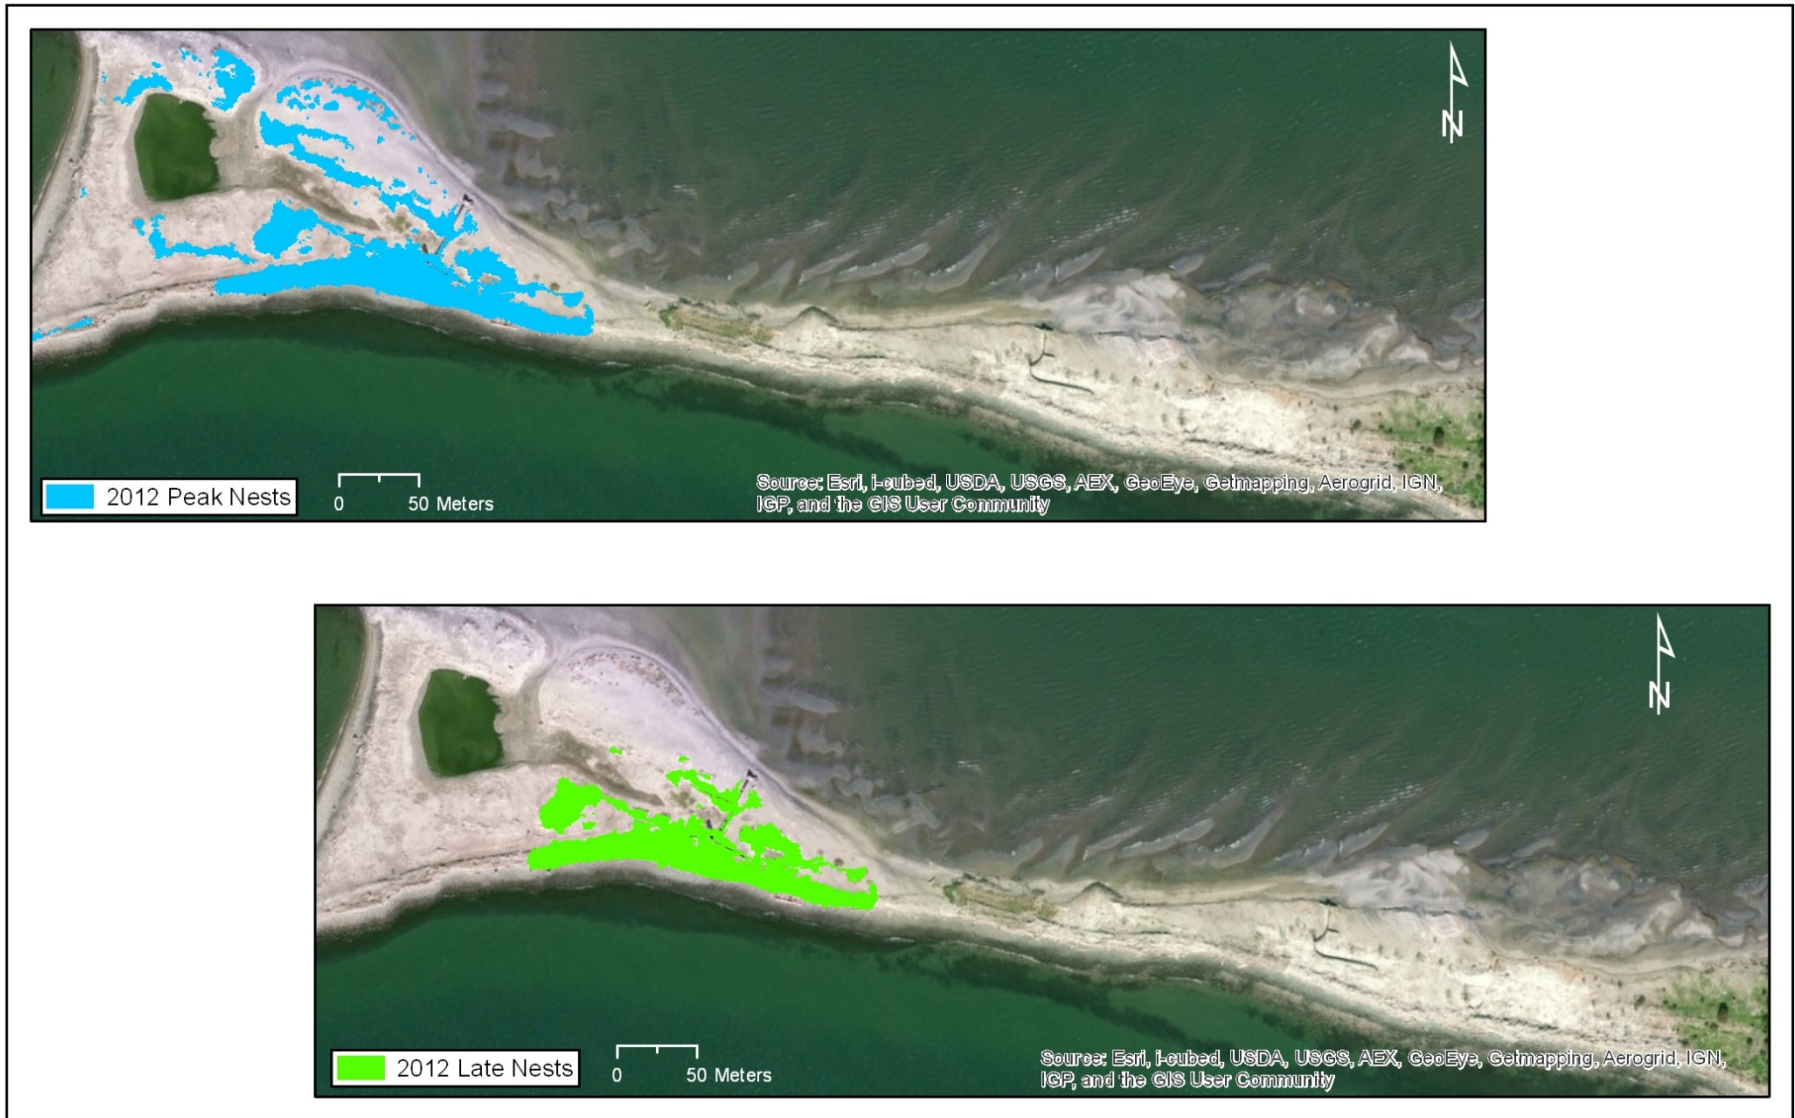 N
2012 Peak Nests
0 50 Meters
Source: Esri, i-cubed, USDA, USGS, AEX, GeoEye, Getmapping, Aerogrid, IGN,
IGP, and the GIS User Community
N
2012 Late Nests
0 50 Meters
Source: Esri, i-cubed, USDA, USGS, AEX, GeoEye, Getmapping, Aerogrid, IGN,
IGP, and the GIS User Community